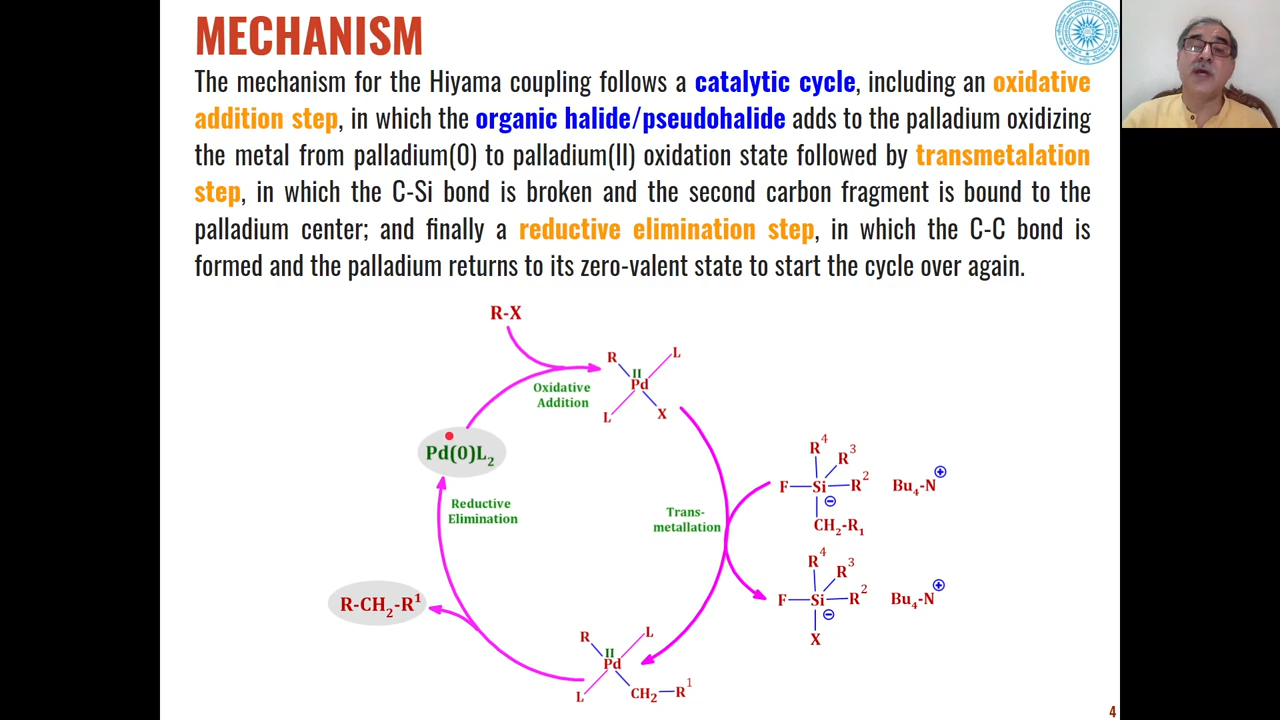 MECHANISM
The mechanism for the Hiyama coupling follows a catalytic cycle, including an oxidative
addition step, in which the organic halide/pseudohalide adds to the palladium oxidizing
the metal from palladium(0) to palladium(II) oxidation state followed by transmetalation
step, in which the C-Si bond is broken and the second carbon fragment is bound to the
palladium center; and finally a reductive elimination step, in which the C-C bond is
formed and the palladium returns to its zero-valent state to start the cycle over again.
R-X
R L
II
Pd
L X
Oxidative
Addition
Pd(0)L2
Reductive
Elimination
Trans-
metallation
R4
R3
F Si R2 Bu4-N ⊕
⊖
CH2-R1
R4
R3
F Si R2 Bu4-N ⊕
⊖
X
R-CH2-R1
R L
II
Pd
L CH2 R1
4